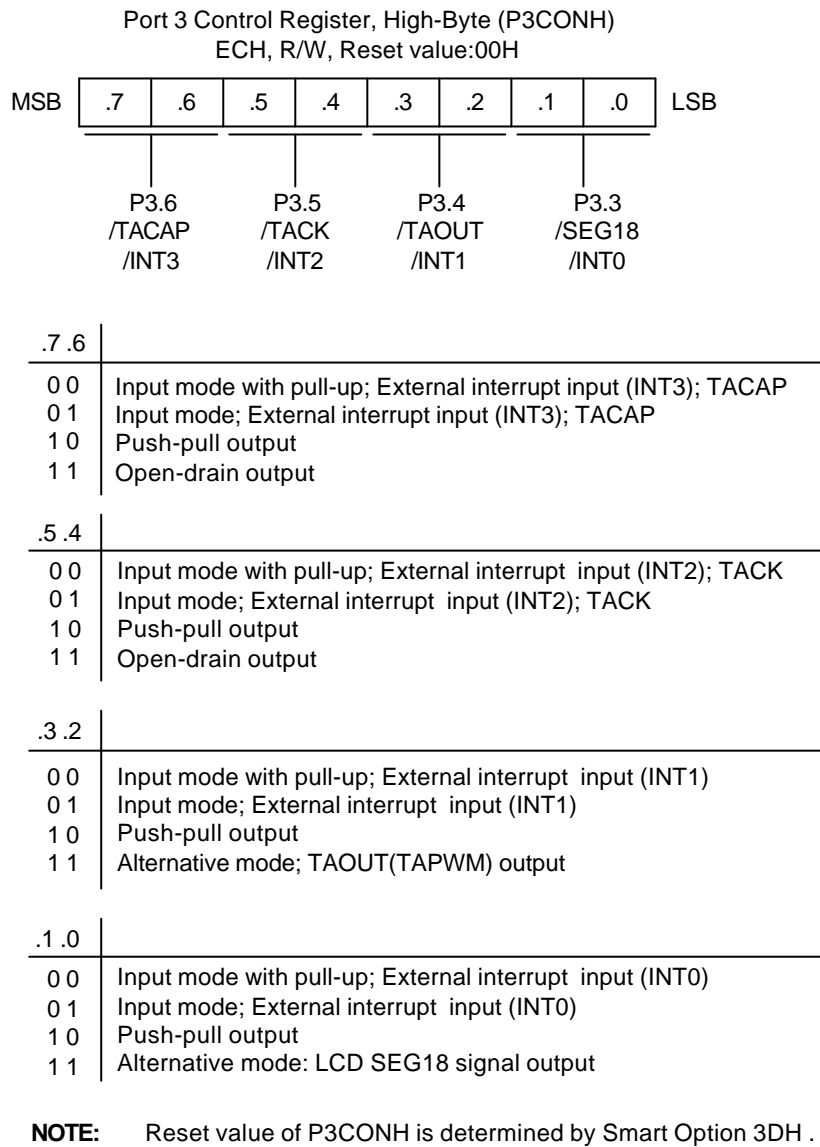 Port 3 Control Register, High-Byte (P3CONH)
ECH, R/W, Reset value:00H
MSB .7 .6 .5 .4 .3 .2 .1 .0 LSB
P3.6 P3.5 P3.4 P3.3
/TACAP /TACK /TAOUT /SEG18
/INT3 /INT2 /INT1 /INT0
.7 .6
0 0 Input mode with pull-up; External interrupt input (INT3); TACAP
0 1 Input mode; External interrupt input (INT3); TACAP
1 0 Push-pull output
1 1 Open-drain output
.5 .4
0 0 Input mode with pull-up; External interrupt input (INT2); TACK
0 1 Input mode; External interrupt input (INT2); TACK
1 0 Push-pull output
1 1 Open-drain output
.3 .2
0 0 Input mode with pull-up; External interrupt input (INT1)
0 1 Input mode; External interrupt input (INT1)
1 0 Push-pull output
1 1 Alternative mode; TAOUT(TAPWM) output
.1 .0
0 0 Input mode with pull-up; External interrupt input (INT0)
0 1 Input mode; External interrupt input (INT0)
1 0 Push-pull output
1 1 Alternative mode: LCD SEG18 signal output
NOTE: Reset value of P3CONH is determined by Smart Option 3DH .